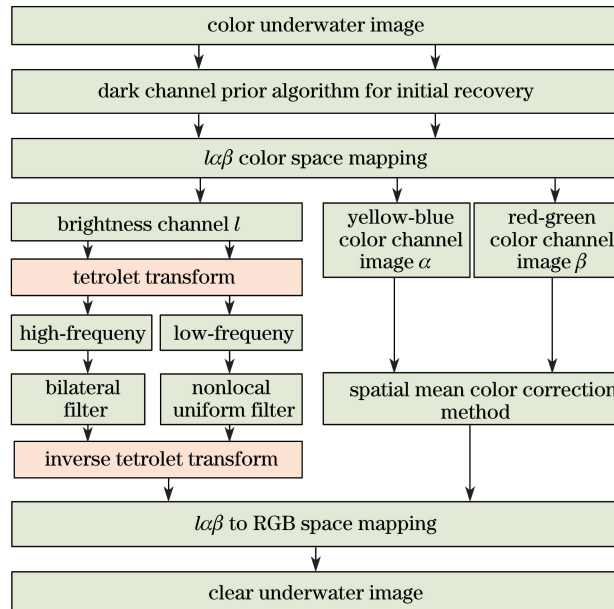 color underwater image
dark channel prior algorithm for initial recovery
lαβ color space mapping
brightness channel l
yellow-blue
color channel
image α
red-green
color channel
image β
tetrolet transform
high-frequeny
low-frequeny
bilateral
filter
nonlocal
uniform filter
spatial mean color correction
method
inverse tetrolet transform
lαβ to RGB space mapping
clear underwater image